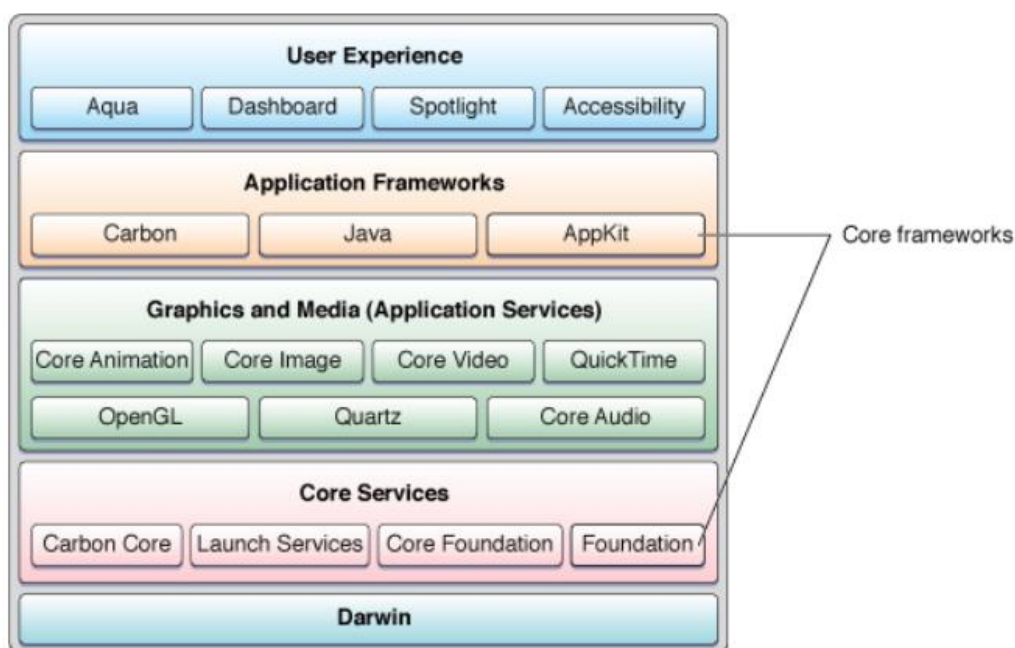 User Experience
Aqua Dashboard Spotlight Accessibility
Application Frameworks
Carbon Java AppKit
Core frameworks
Graphics and Media (Application Services)
Core Animation Core Image Core Video QuickTime
OpenGL Quartz Core Audio
Core Services
Carbon Core Launch Services Core Foundation Foundation
Darwin